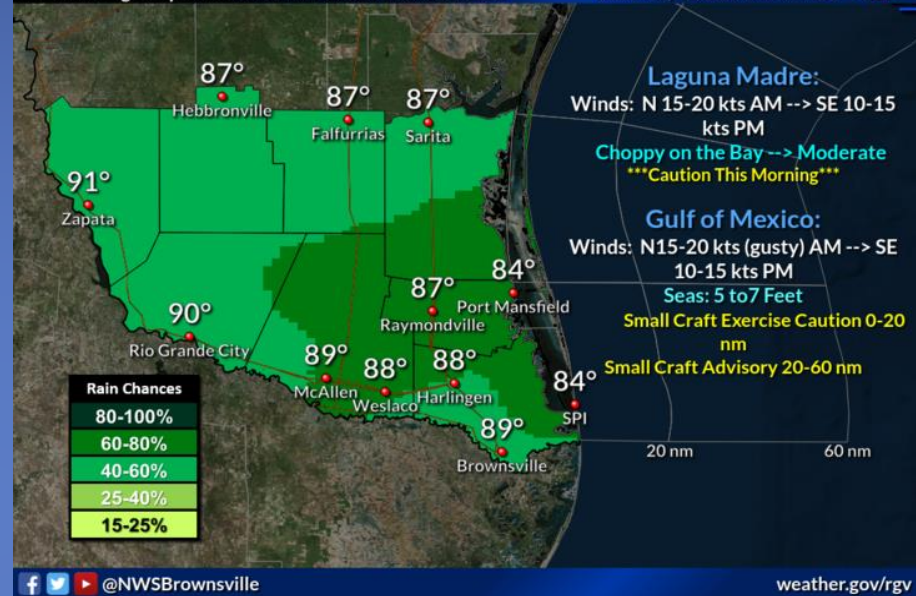 Laguna Madre:
Winds: N 15-20 kts AM --> SE 10-15
kts PM
Choppy on the Bay --> Moderate
***Caution This Morning***
Gulf of Mexico:
Winds: N15-20 kts (gusty) AM --> SE
10-15 kts PM
Seas: 5 to7 Feet
Small Craft Exercise Caution 0-20
nm
Small Craft Advisory 20-60 nm
87°
Hebbronville
87°
Falfurrias
87°
Sarita
91°
Zapata
84°
Port Mansfield
87°
Raymondville
90°
Rio Grande City
89°
McAllen
88°
Weslaco
88°
Harlingen
84°
SPI
89°
Brownsville
20 nm
60 nm
Rain Chances
80-100%
60-80%
40-60%
25-40%
15-25%
@NWSBrownsville
weather.gov/rgv